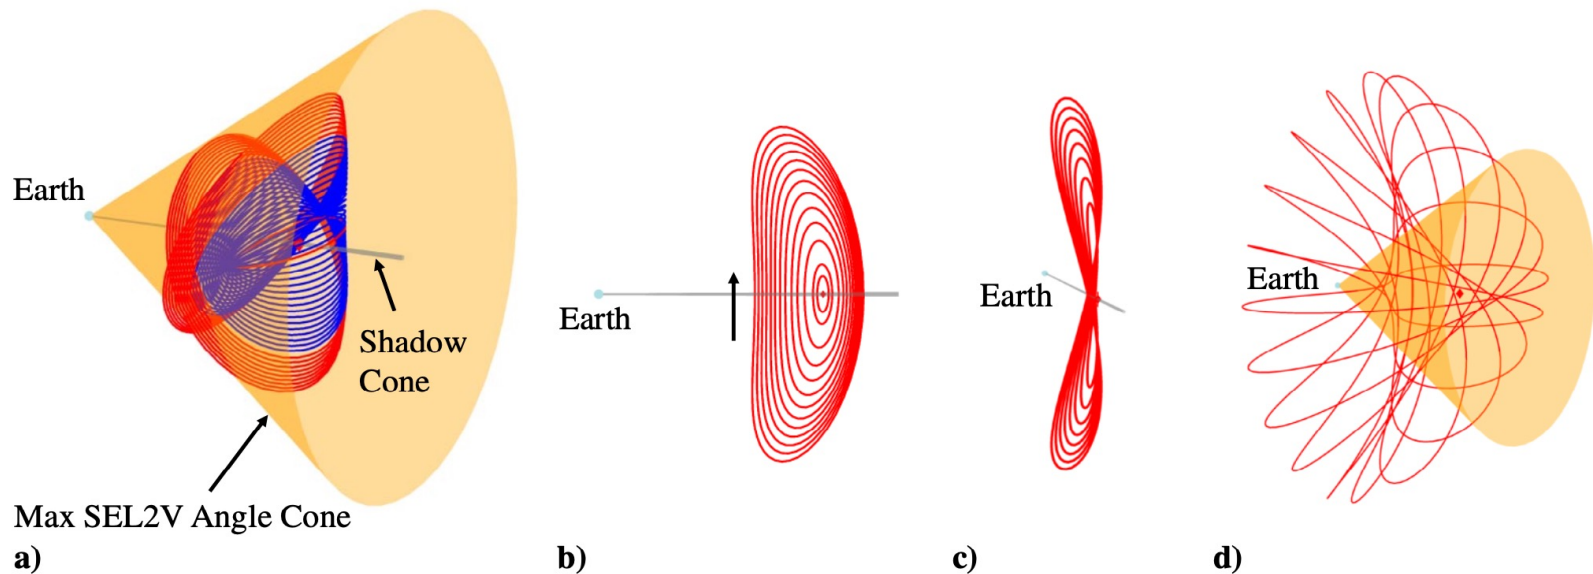 Earth
Shadow
Cone
Max SEL2V Angle Cone
a)
Earth
b)
Earth
c)
Earth
d)